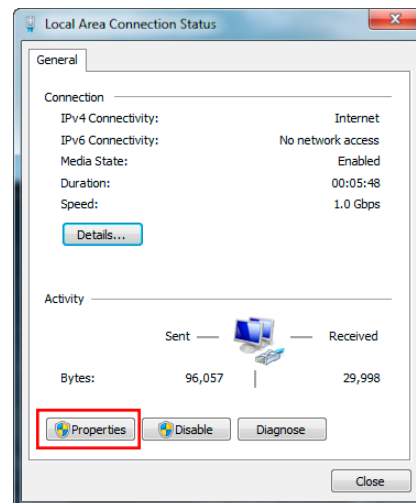 Local Area Connection Status
General
Connection
IPv4 Connectivity: Internet
IPv6 Connectivity: No network access
Media State: Enabled
Duration: 00:05:48
Speed: 1.0 Gbps
Details...
Activity
Sent Received
Bytes: 96,057 29,998
Properties Disable Diagnose
Close